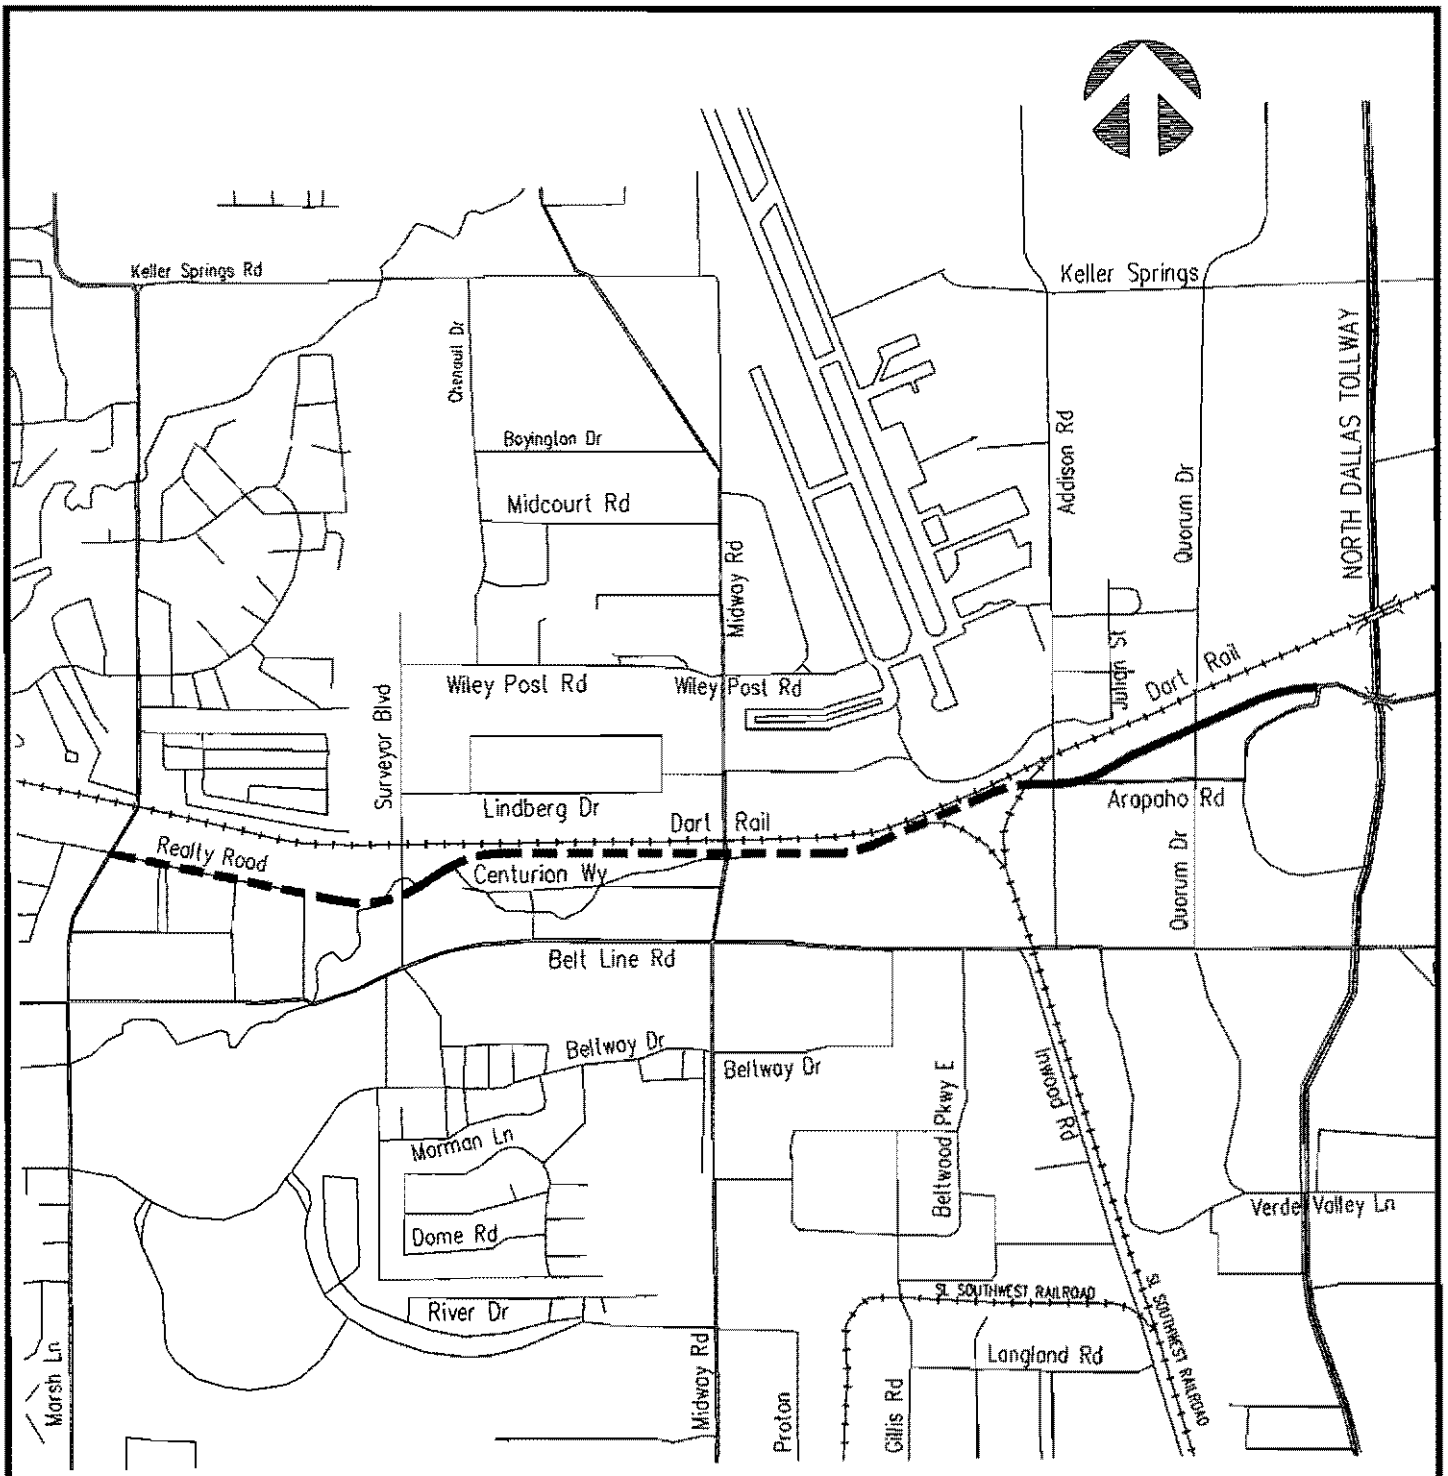 Keller Springs Rd
Keller Springs
Chenault Dr
NORTH DALLAS TOLLWAY
Boyington Dr
Addison Rd
Midcourt Rd
Quorum Dr
Midway Rd
Julian St
Dart Rail
Wiley Post Rd
Wiley Post Rd
Surveyor Blvd
Lindberg Dr
Arapaho Rd
Dart Rail
Realty Road
Centurion Wy
Quorum Dr
Belt Line Rd
Beltway Dr
Beltway Dr
Inwood Rd
Beltwood Pkwy E
Morman Ln
Verde Valley Ln
Dome Rd
SL SOUTHWEST RAILROAD
SL SOUTHWEST RAILROAD
River Dr
Langland Rd
Marsh Ln
Midway Rd
Proton
Gillis Rd